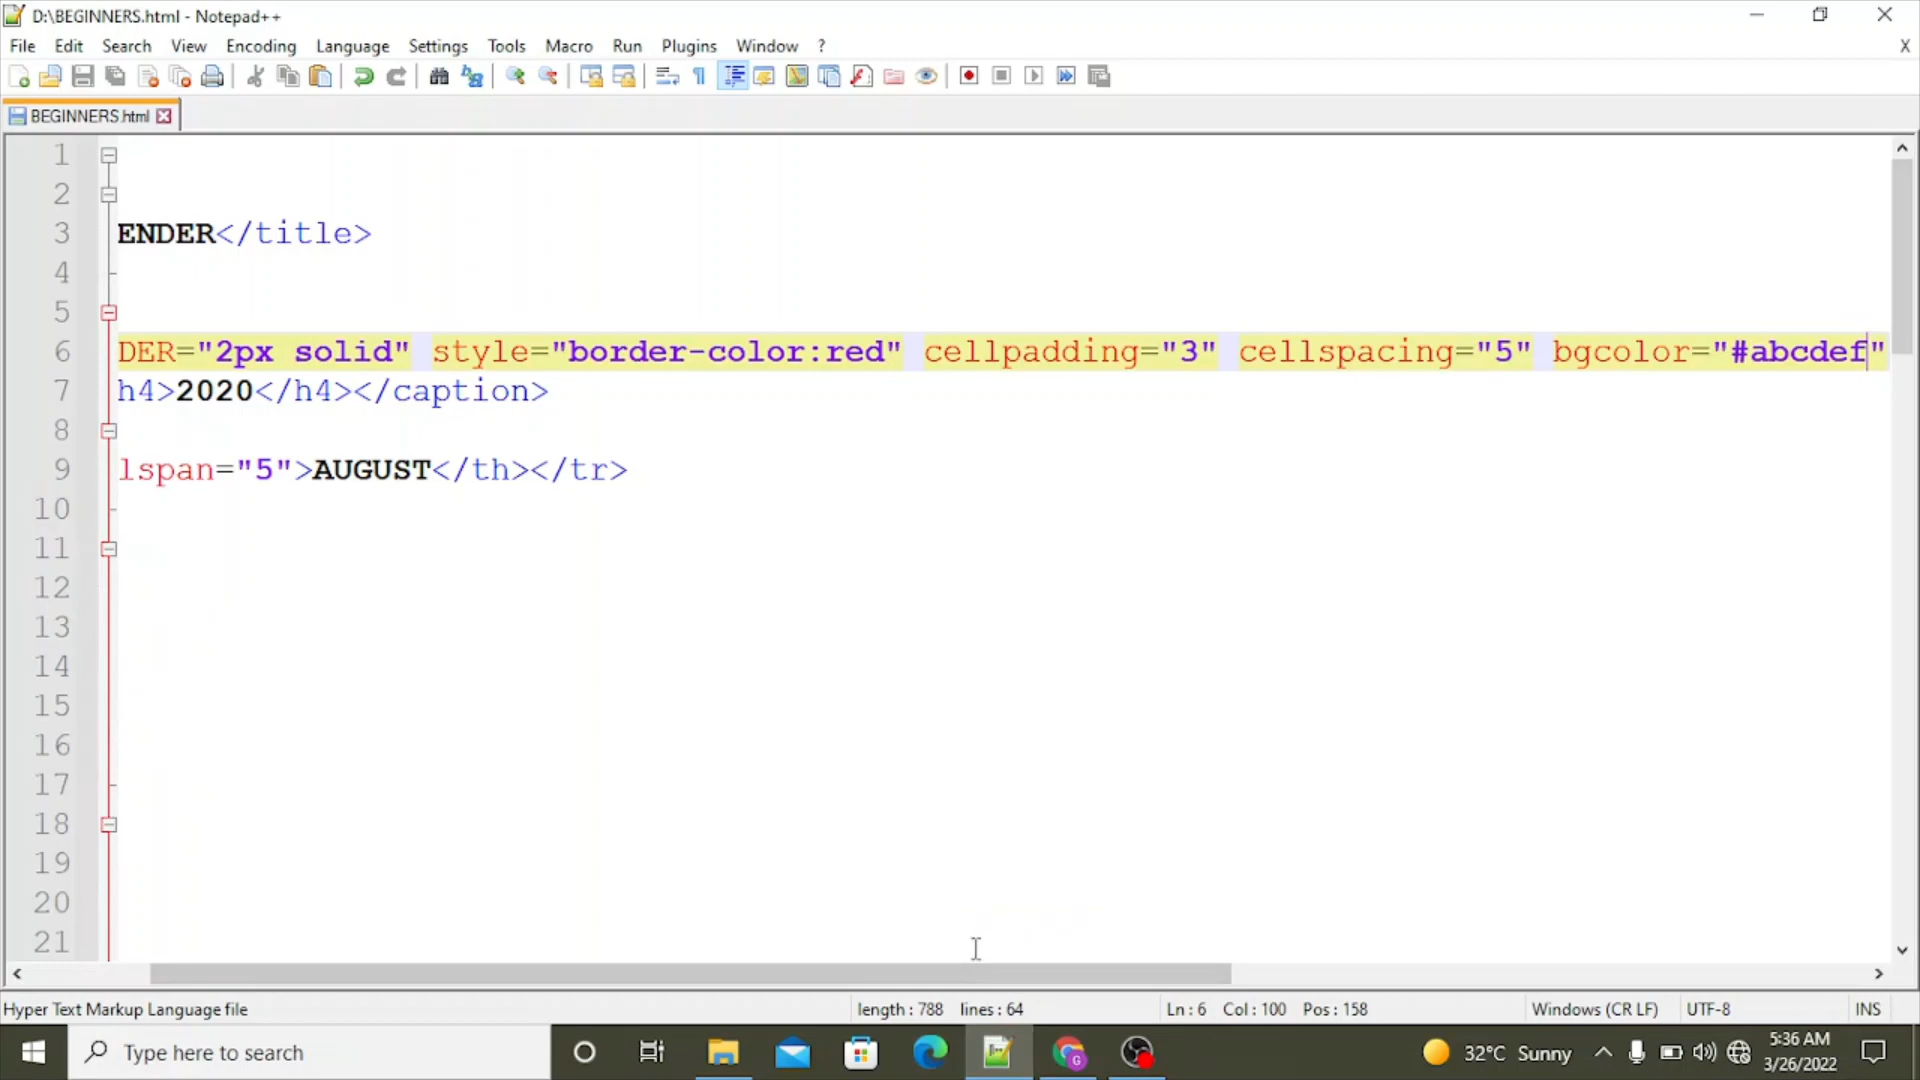 D:\BEGINNERS.html - Notepad++
File Edit Search View Encoding Language Settings Tools Macro Run Plugins Window ? X
BEGINNERS.html
1
2
3 ENDER</title>
4
5
6 DER="2px solid" style="border-color:red" cellpadding="3" cellspacing="5" bgcolor="#abcdef"
7 h4>2020</h4></caption>
8
9 lspan="5">AUGUST</th></tr>
10
11
12
13
14
15
16
17
18
19
20
21
Hyper Text Markup Language file length : 788 lines : 64 Ln : 6 Col : 100 Pos : 158 Windows (CR LF) UTF-8 INS
Type here to search 32°C Sunny 5:36 AM
3/26/2022